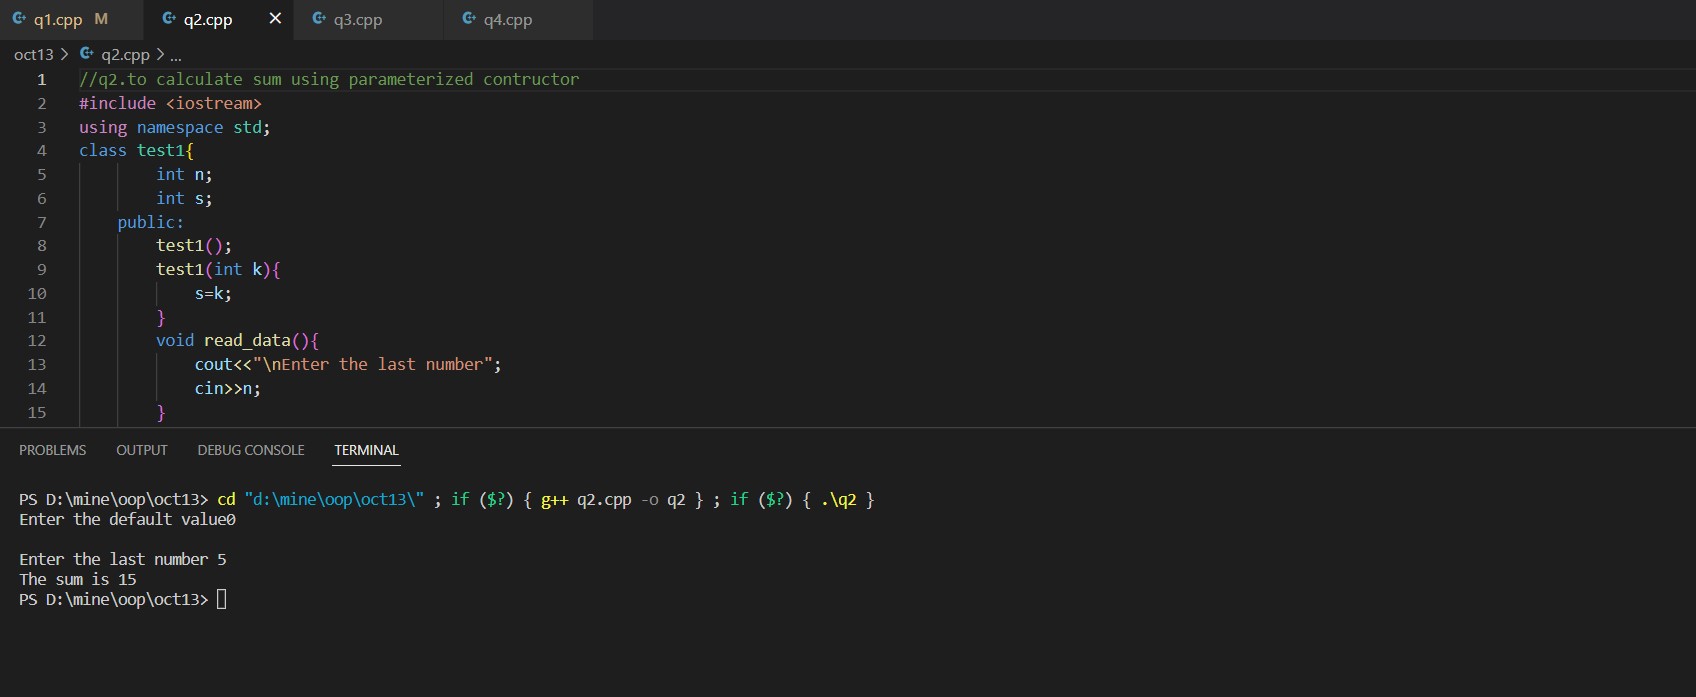 q1.cpp M q2.cpp q3.cpp q4.cpp
oct13 > q2.cpp > ...
1 //q2.to calculate sum using parameterized contructor
2 #include <iostream>
3 using namespace std;
4 class test1{
5 int n;
6 int s;
7 public:
8 test1();
9 test1(int k){
10 s=k;
11 }
12 void read_data(){
13 cout<<"\nEnter the last number";
14 cin>>n;
15 }
PROBLEMS OUTPUT DEBUG CONSOLE TERMINAL
PS D:\mine\oop\oct13> cd "d:\mine\oop\oct13\" ; if ($?) { g++ q2.cpp -o q2 } ; if ($?) { .\q2 }
Enter the default value0
Enter the last number 5
The sum is 15
PS D:\mine\oop\oct13>